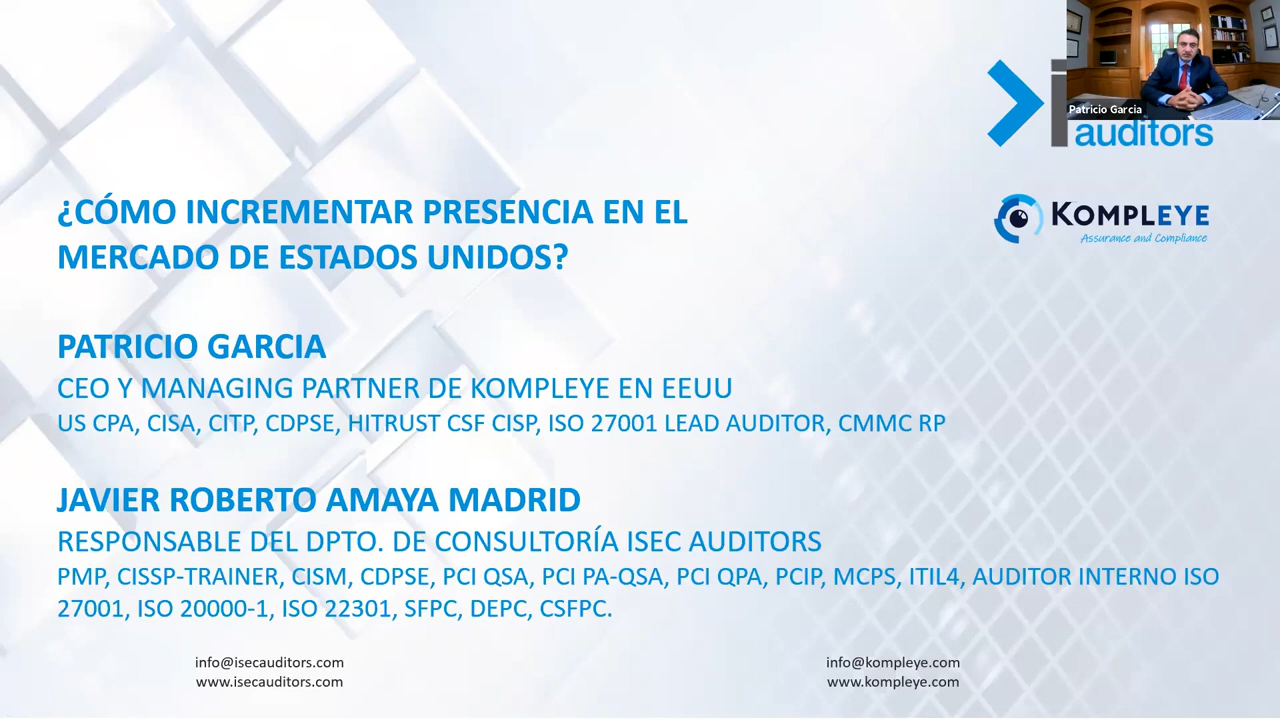 Patricio Garcia
auditors
KOMPLEYE
Assurance and Compliance
¿CÓMO INCREMENTAR PRESENCIA EN EL
MERCADO DE ESTADOS UNIDOS?
PATRICIO GARCIA
CEO Y MANAGING PARTNER DE KOMPLEYE EN EEUU
US CPA, CISA, CITP, CDPSE, HITRUST CSF CISP, ISO 27001 LEAD AUDITOR, CMMC RP
JAVIER ROBERTO AMAYA MADRID
RESPONSABLE DEL DPTO. DE CONSULTORÍA ISEC AUDITORS
PMP, CISSP-TRAINER, CISM, CDPSE, PCI QSA, PCI PA-QSA, PCI QPA, PCIP, MCPS, ITIL4, AUDITOR INTERNO ISO
27001, ISO 20000-1, ISO 22301, SFPC, DEPC, CSFPC.
info@isecauditors.com
www.isecauditors.com
info@kompleye.com
www.kompleye.com